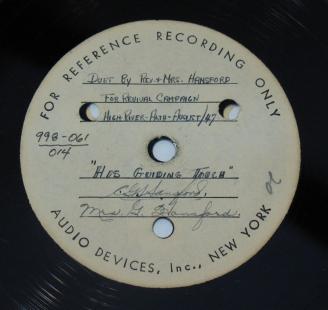 FOR REFERENCE RECORDING ONLY
DUET BY REV & MRS. HANSFORD
FOR REVIVAL CAMPAIGN
HIGH RIVER-ALTA-AUGUST/47
998-061
014
"HIS GUIDING TOUCH"
Hansford,
Mrs. G. Hansford.
AUDIO DEVICES, Inc., NEW YORK